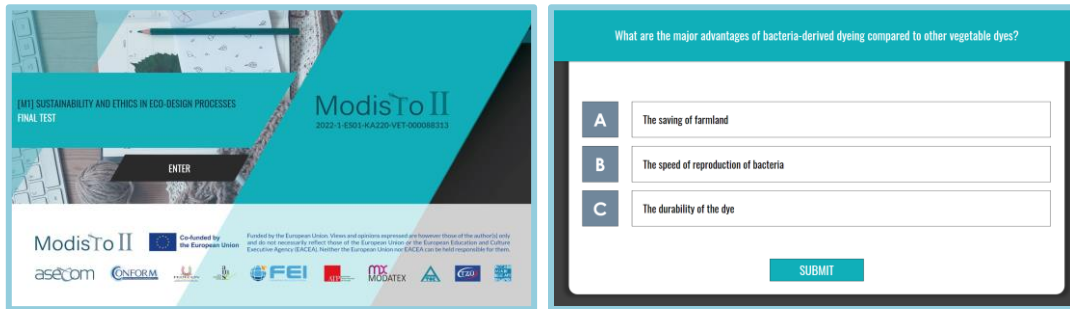 [M1] SUSTAINABILITY AND ETHICS IN ECO-DESIGN PROCESSES
FINAL TEST
ENTER
ModisTo II
2022-1-ES01-KA220-VET-000088313
ModisTo II
Co-funded by
the European Union
Funded by the European Union. Views and opinions expressed are however those of the author(s) only
and do not necessarily reflect those of the European Union or the European Education and Culture
Executive Agency (EACEA). Neither the European Union nor EACEA can be held responsible for them.
asecom
CONFORM
FEI
MODATEX
What are the major advantages of bacteria-derived dyeing compared to other vegetable dyes?
A
The saving of farmland
B
The speed of reproduction of bacteria
C
The durability of the dye
SUBMIT